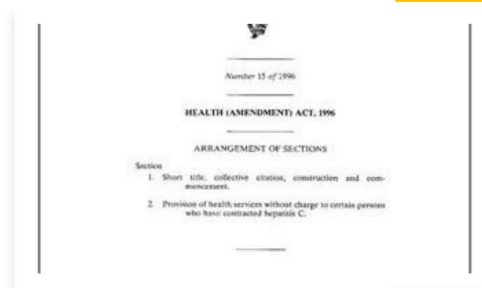 Number 15 of 1996
HEALTH (AMENDMENT) ACT, 1996
ARRANGEMENT OF SECTIONS
Section
1. Short title, collective citation, construction and com-
mencement.
2. Provision of health services without charge to certain persons
who have contracted hepatitis C.